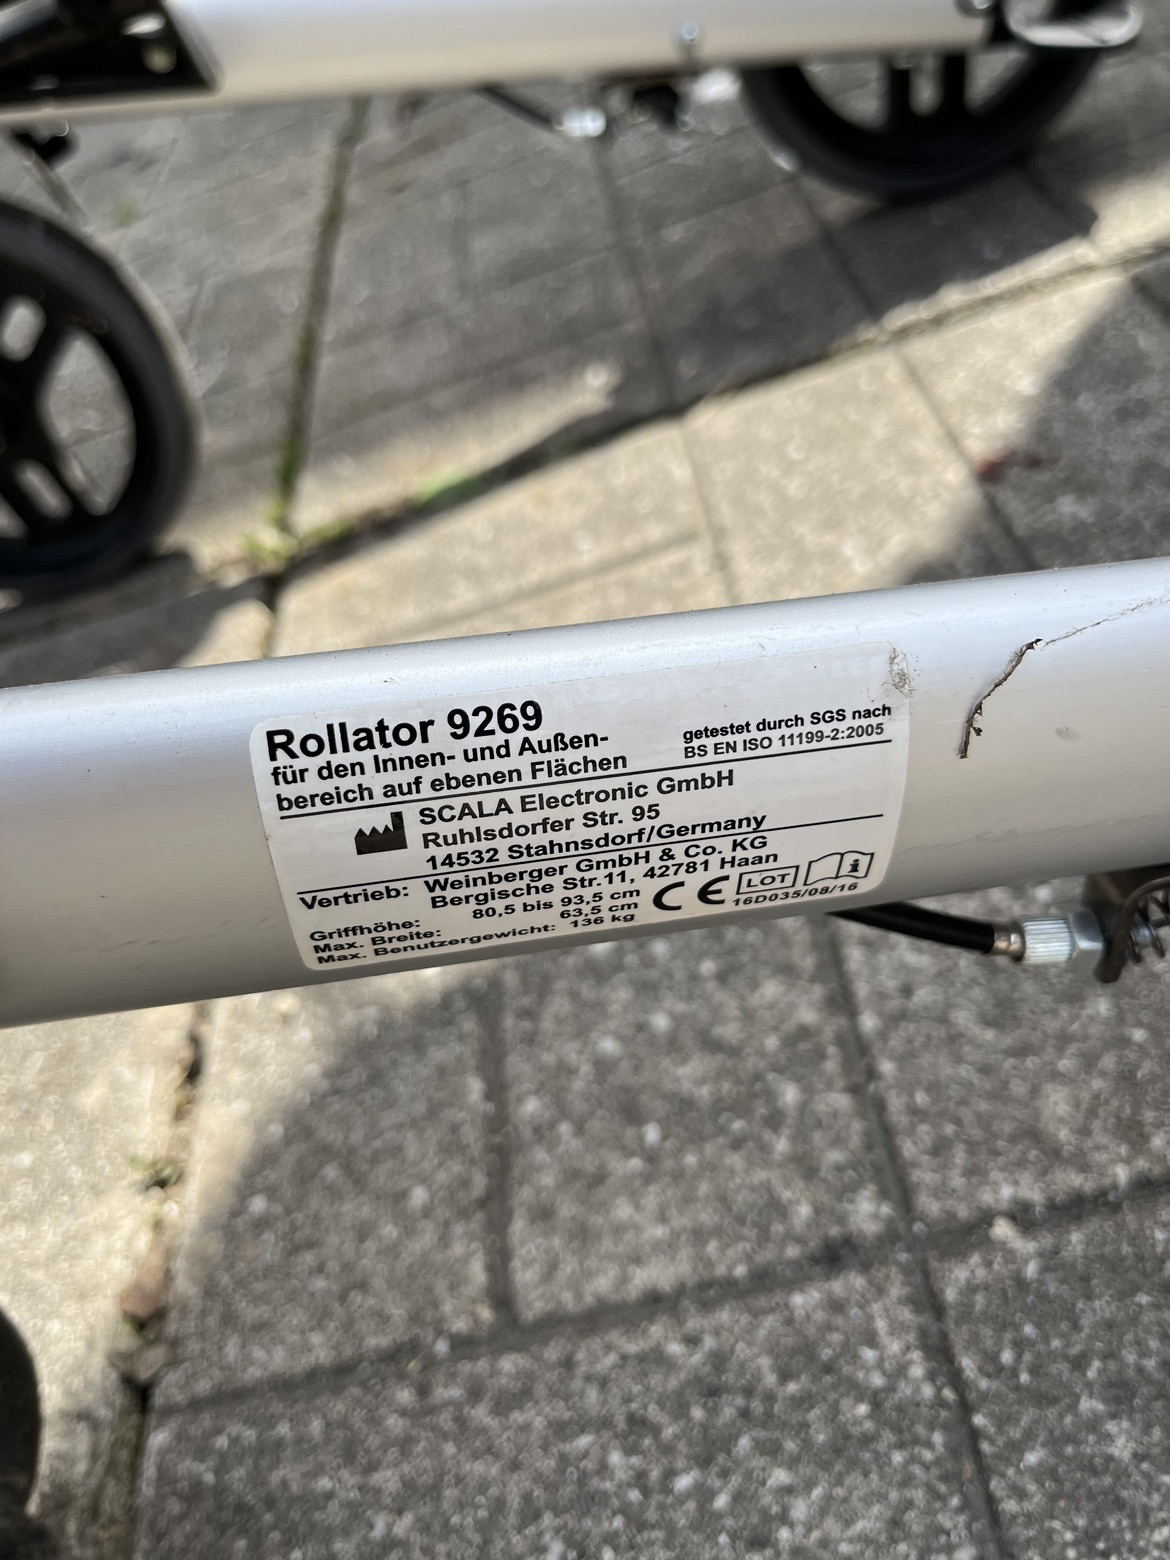 Rollator 9269
für den Innen- und Außen-
bereich auf ebenen Flächen
getestet durch SGS nach
BS EN ISO 11199-2:2005
SCALA Electronic GmbH
Ruhlsdorfer Str. 95
14532 Stahnsdorf/Germany
Vertrieb: Weinberger GmbH & Co. KG
Bergische Str.11, 42781 Haan
Griffhöhe: 80,5 bis 93,5 cm
Max. Breite: 63,5 cm
Max. Benutzergewicht: 136 kg
CE LOT i
16D035/08/16